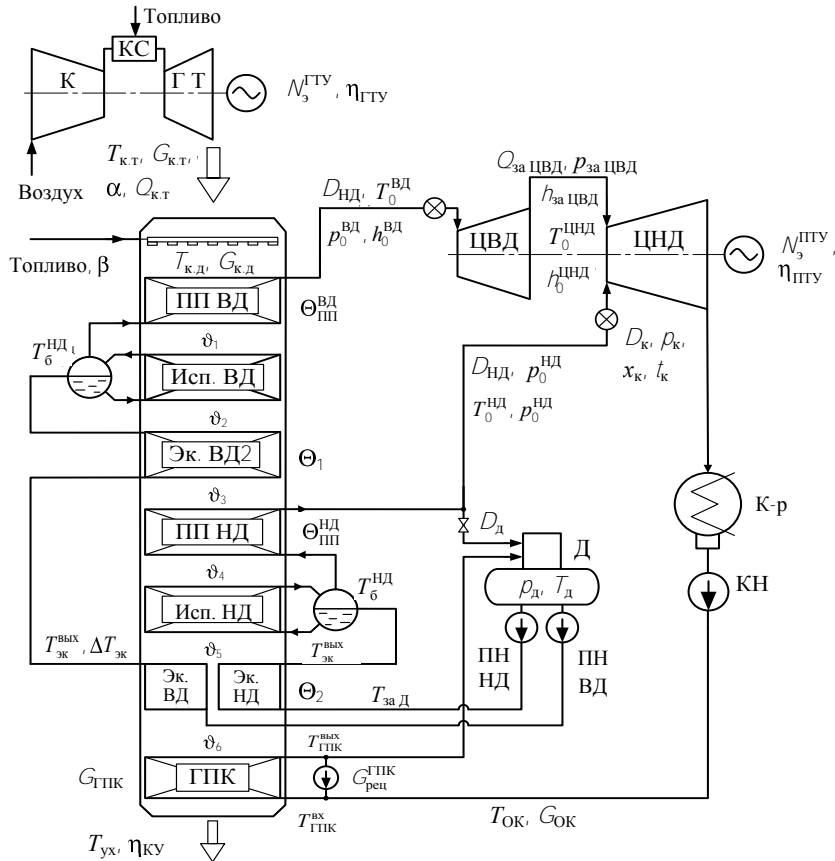 Топливо
КС
К
Г Т
N_э^ГТУ, η_ГТУ
Воздух
T_к.т, G_к.т,
α, Q_к.т
Топливо, β
T_к.д, G_к.д
D_НД, T_0^ВД
p_0^ВД, h_0^ВД
Q_за ЦВД, p_за ЦВД
h_за ЦВД
T_0^ЦНД
h_0^ЦНД
ЦВД
ЦНД
N_э^ПТУ,
η_ПТУ
ПП ВД
Θ_ПП^ВД
T_б^НД
ϑ_1
Исп. ВД
D_НД, p_0^НД
T_0^НД, p_0^НД
D_к, p_к,
x_к, t_к
ϑ_2
Эк. ВД2
Θ_1
ϑ_3
К-р
ПП НД
Θ_ПП^НД
D_д
Д
ϑ_4
T_б^НД
p_д, T_д
КН
Исп. НД
T_эк^вых, ΔT_эк
ϑ_5
T_эк^вых
ПН
НД
ПН
ВД
Эк.
ВД
Эк.
НД
Θ_2
T_за Д
ϑ_6
T_ГПК^вых
G_ГПК
ГПК
G_рец^ГПК
T_ГПК^вх
T_ОК, G_ОК
T_ух, η_КУ